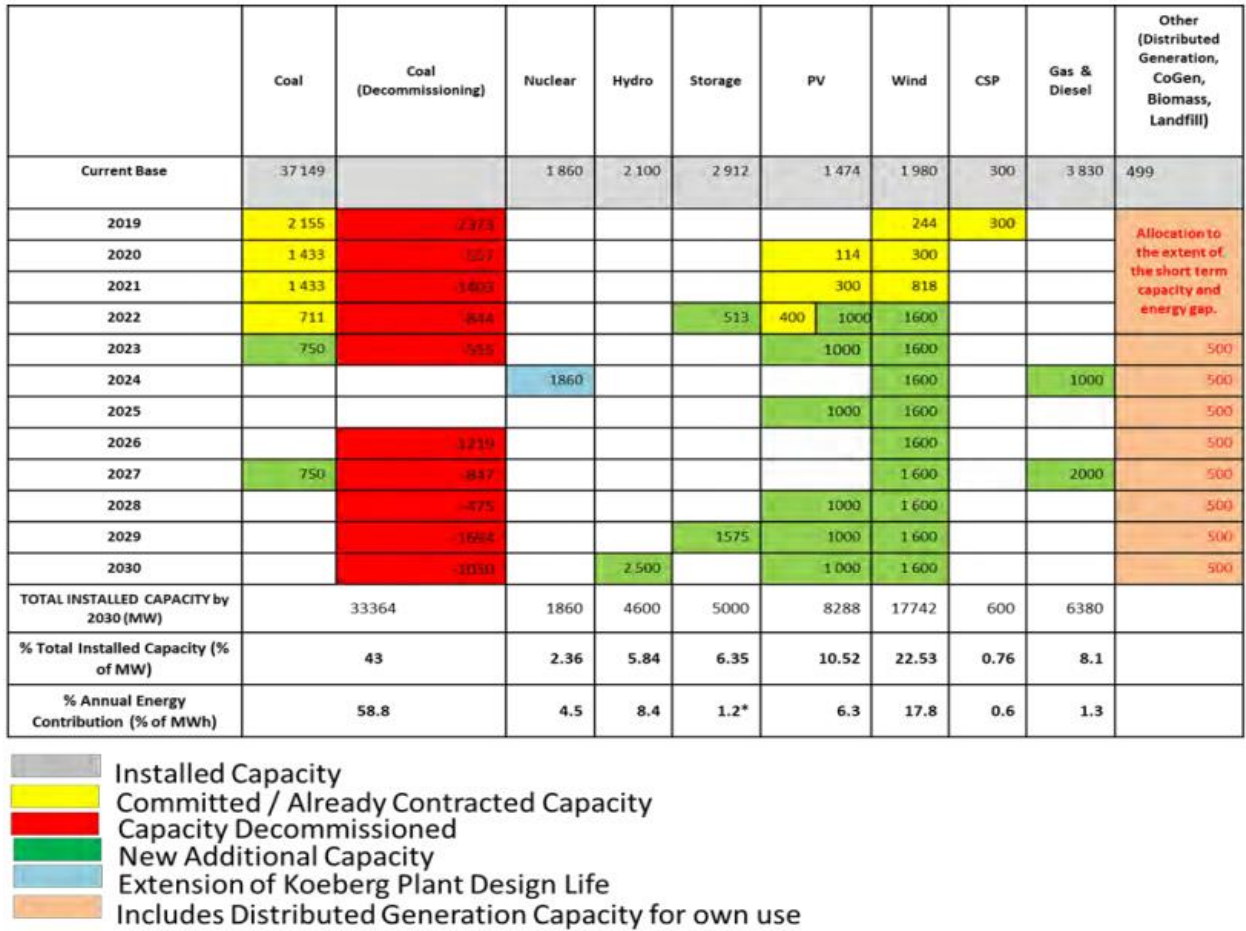 Coal
Coal
(Decommissioning)
Nuclear
Hydro
Storage
PV
Wind
CSP
Gas &
Diesel
Other
(Distributed
Generation,
CoGen,
Biomass,
Landfill)
Current Base 37 149 1 860 2 100 2 912 1 474 1 980 300 3 830 499
2019 2 155 -2373 244 300
2020 1 433 -557 114 300
2021 1 433 -1403 300 818
2022 711 -844 513 400 1000 1600
Allocation to
the extent of
the short term
capacity and
energy gap.
2023 750 -555 1000 1600 500
2024 1860 1600 1000 500
2025 1000 1600 500
2026 -1219 1600 500
2027 750 -847 1 600 2000 500
2028 -475 1000 1 600 500
2029 -1694 1575 1000 1 600 500
2030 -1050 2 500 1 000 1 600 500
TOTAL INSTALLED CAPACITY by
2030 (MW)
33364 1860 4600 5000 8288 17742 600 6380
% Total Installed Capacity (%
of MW)
43 2.36 5.84 6.35 10.52 22.53 0.76 8.1
% Annual Energy
Contribution (% of MWh)
58.8 4.5 8.4 1.2* 6.3 17.8 0.6 1.3
Installed Capacity
Committed / Already Contracted Capacity
Capacity Decommissioned
New Additional Capacity
Extension of Koeberg Plant Design Life
Includes Distributed Generation Capacity for own use